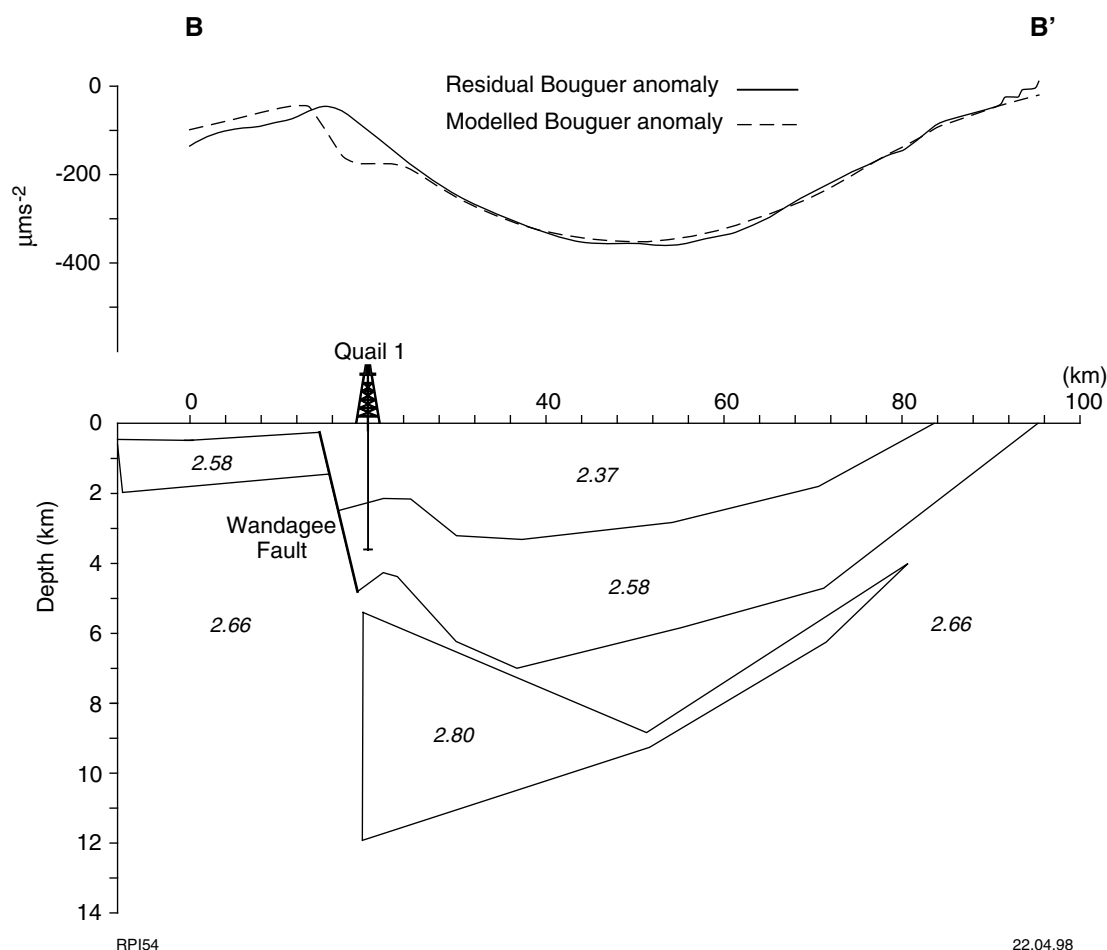 B B’
0
-200
-400
µms-2
Residual Bouguer anomaly
Modelled Bouguer anomaly
Quail 1
(km)
0 40 60 80 100
0
2
4
6
8
10
12
14
Depth (km)
2.58
2.37
Wandagee
Fault
2.58
2.66
2.66
2.80
RPI54 22.04.98